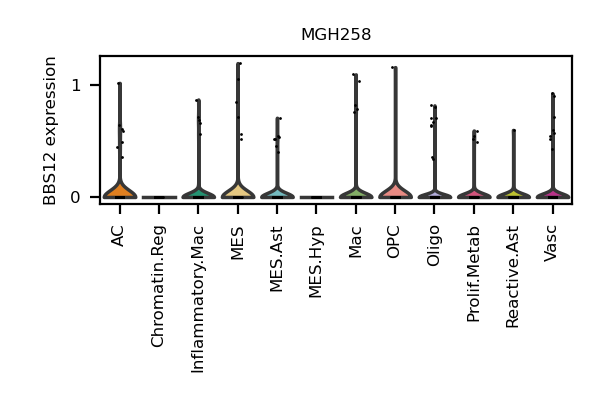 MGH258
BBS12 expression
1
0
AC
Chromatin.Reg
Inflammatory.Mac
MES
MES.Ast
MES.Hyp
Mac
OPC
Oligo
Prolif.Metab
Reactive.Ast
Vasc